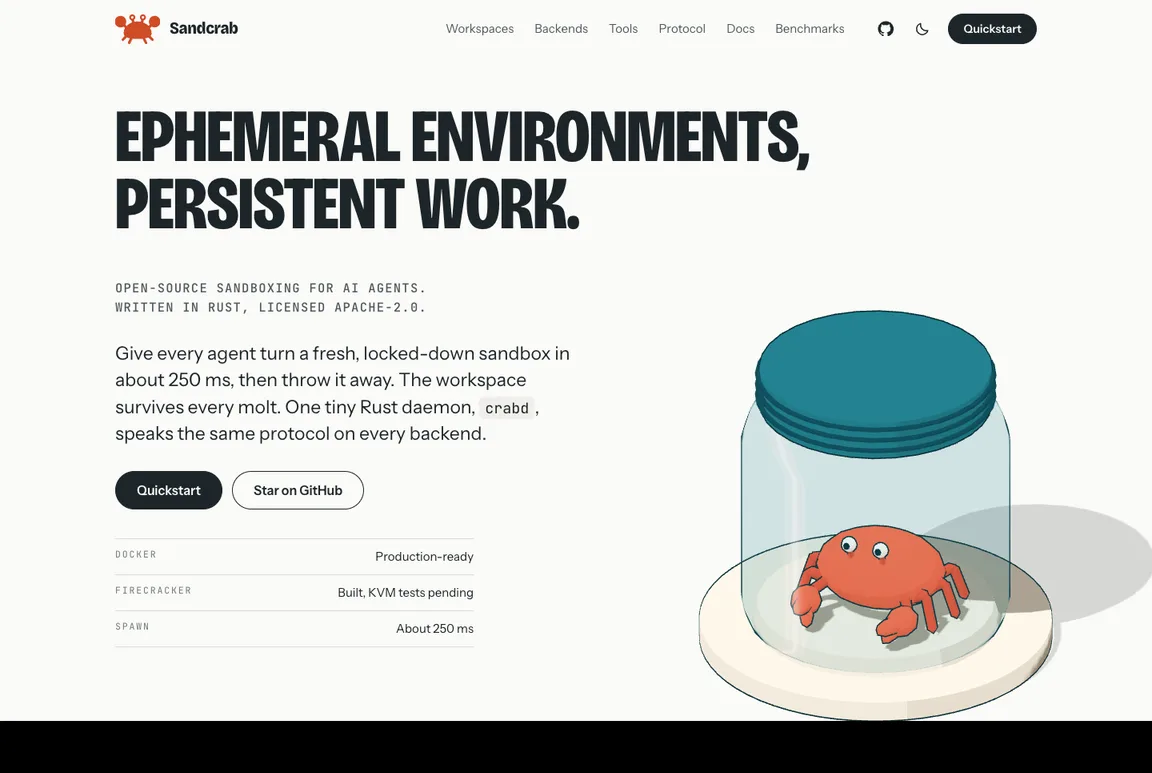 Sandcrab
Workspaces Backends Tools Protocol Docs Benchmarks Quickstart
EPHEMERAL ENVIRONMENTS,
PERSISTENT WORK.
OPEN-SOURCE SANDBOXING FOR AI AGENTS.
WRITTEN IN RUST, LICENSED APACHE-2.0.
Give every agent turn a fresh, locked-down sandbox in
about 250 ms, then throw it away. The workspace
survives every molt. One tiny Rust daemon, crabd,
speaks the same protocol on every backend.
Quickstart Star on GitHub
DOCKER Production-ready
FIRECRACKER Built, KVM tests pending
SPAWN About 250 ms